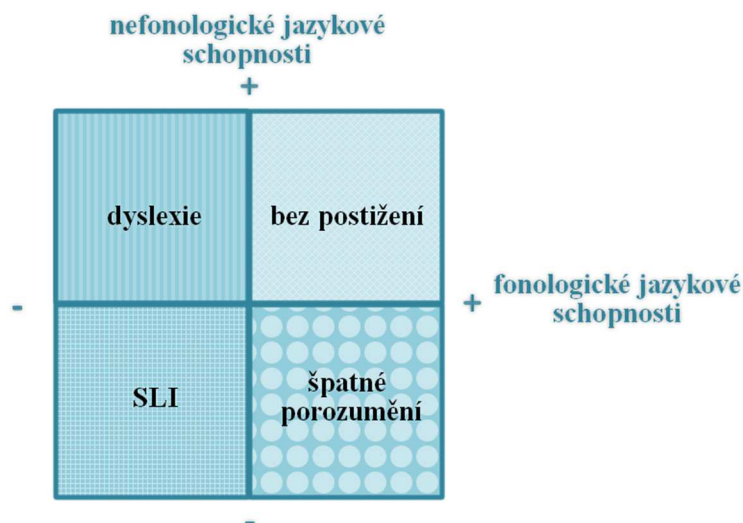 nefonologické jazykové
schopnosti
+
dyslexie
bez postižení
-
+
fonologické jazykové
schopnosti
SLI
špatné
porozumění
-